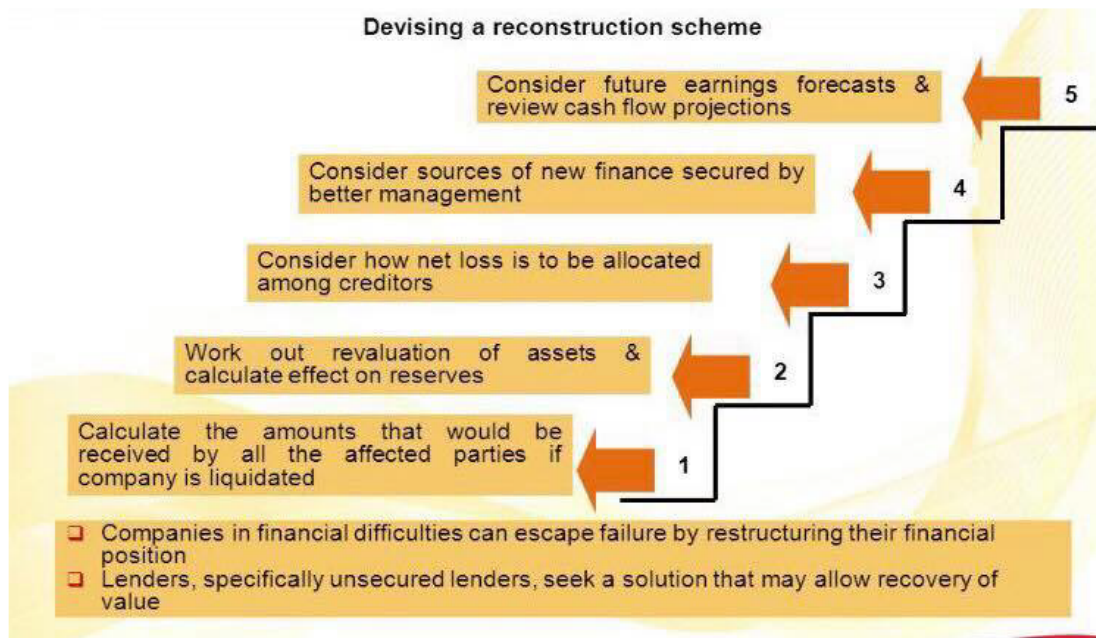 Devising a reconstruction scheme
Consider future earnings forecasts &
review cash flow projections
5
Consider sources of new finance secured by
better management
4
Consider how net loss is to be allocated
among creditors
3
Work out revaluation of assets &
calculate effect on reserves
2
Calculate the amounts that would be
received by all the affected parties if
company is liquidated
1
Companies in financial difficulties can escape failure by restructuring their financial
position
Lenders, specifically unsecured lenders, seek a solution that may allow recovery of
value